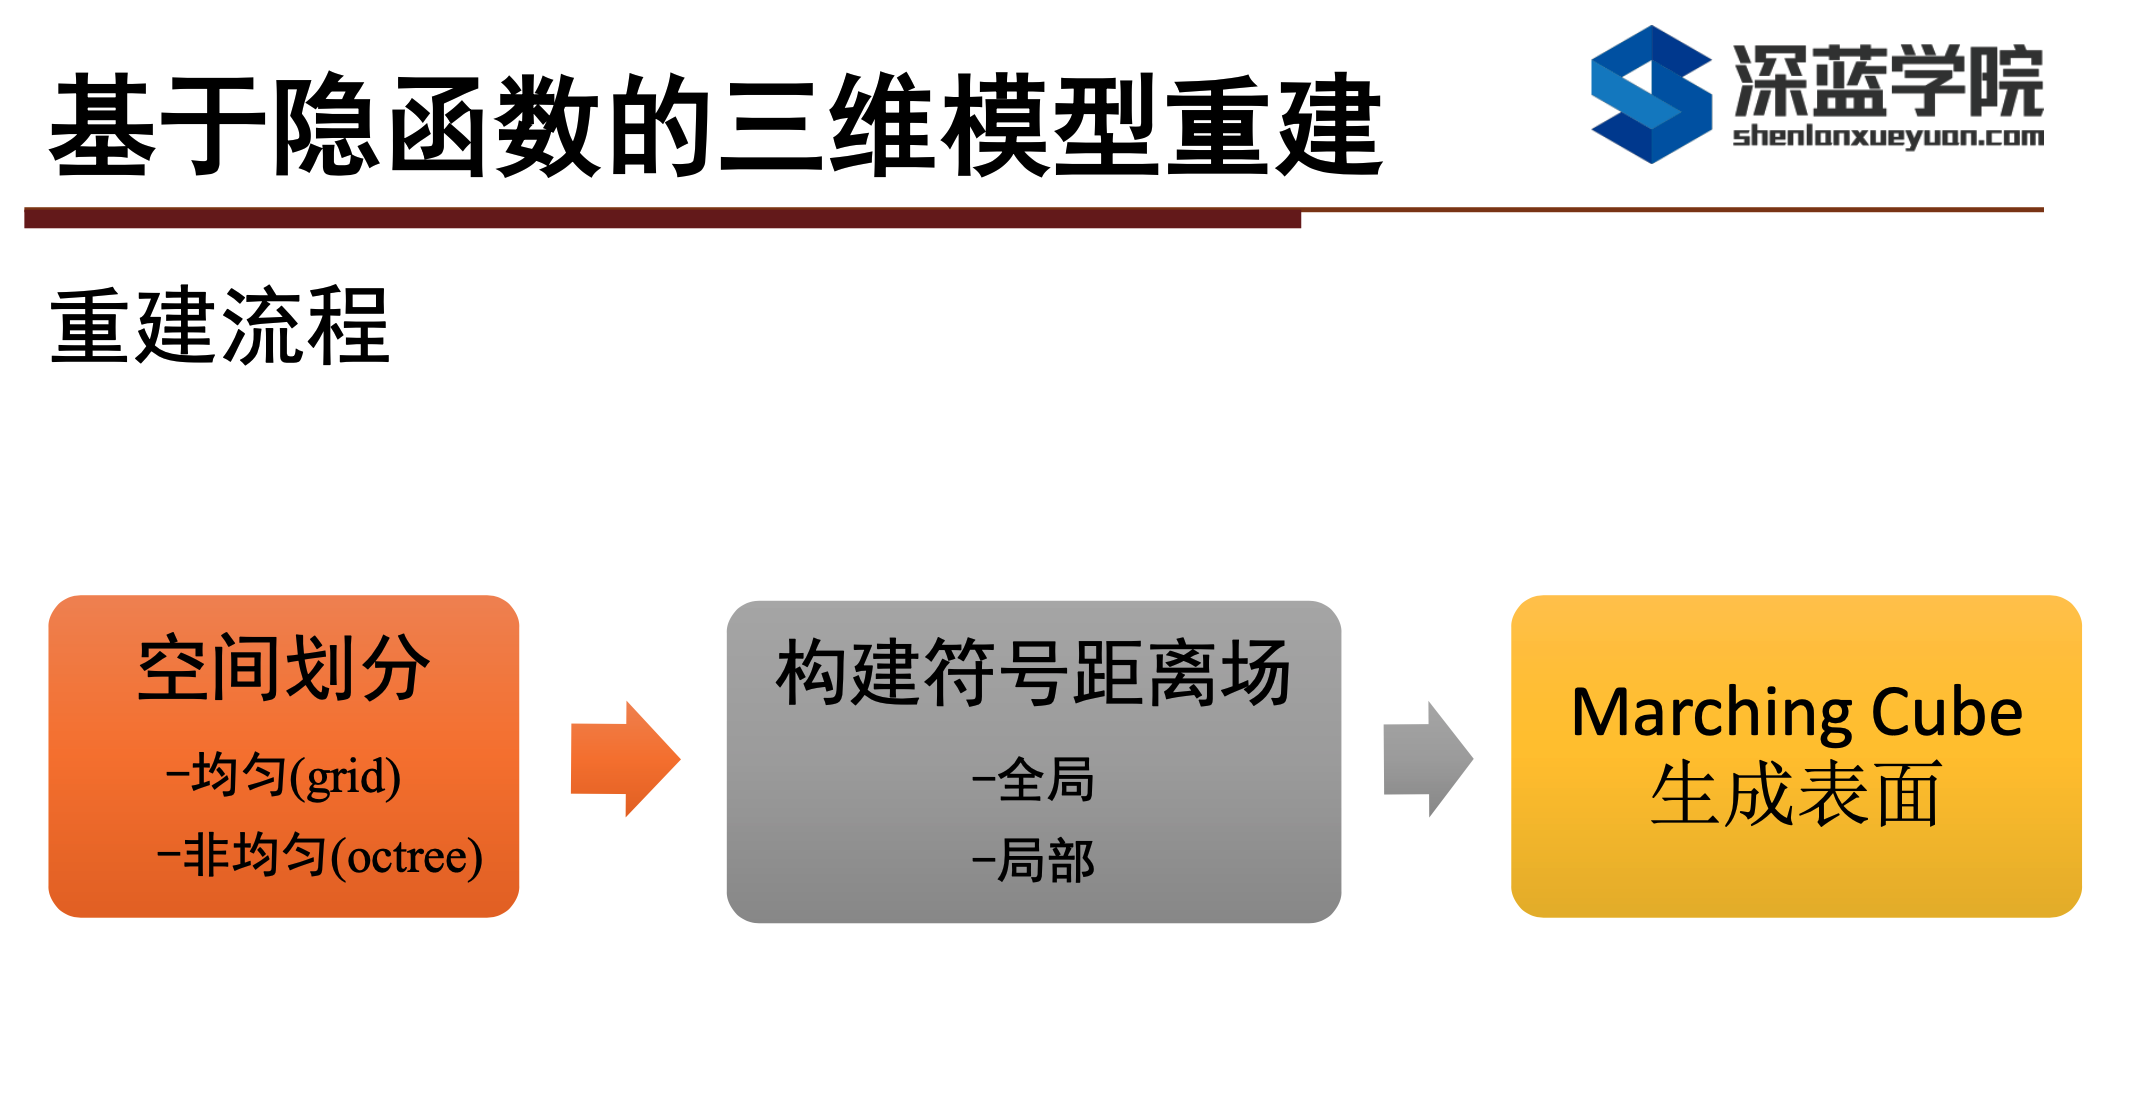 基于隐函数的三维模型重建
深蓝学院
shenlanxueyuan.com
重建流程
空间划分
-均匀(grid)
-非均匀(octree)
构建符号距离场
-全局
-局部
Marching Cube
生成表面